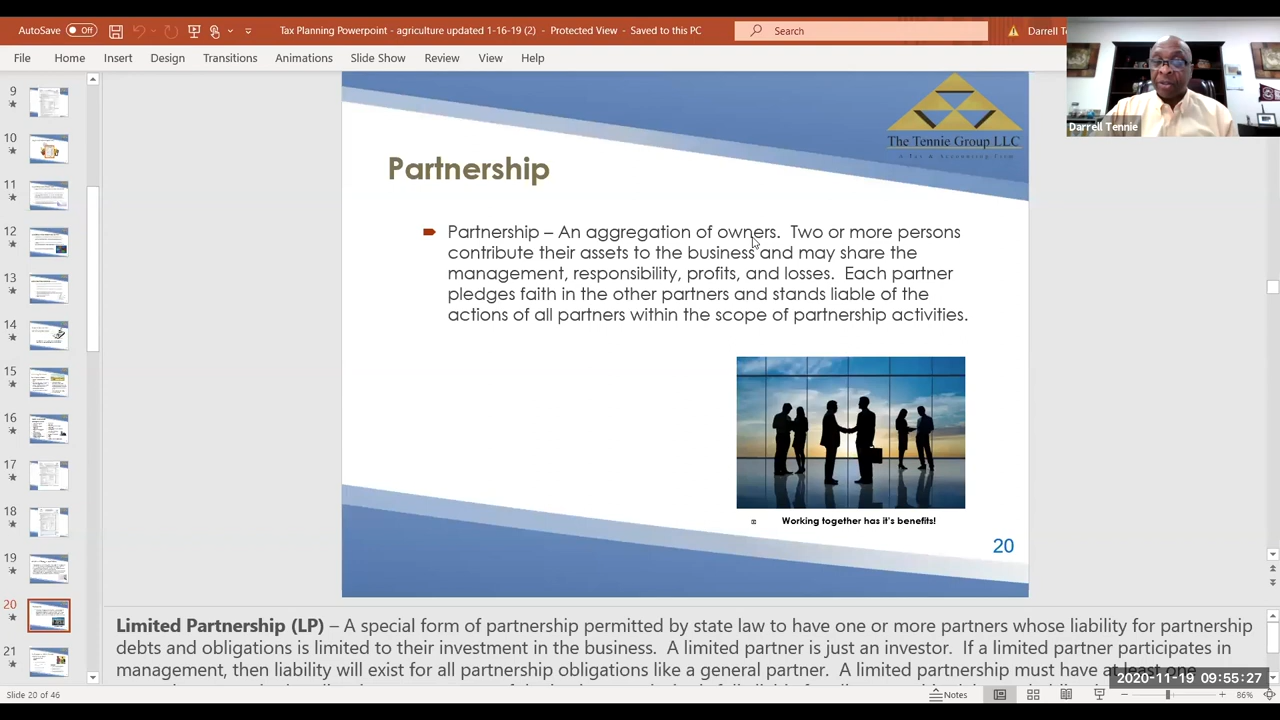 AutoSave Off
Tax Planning Powerpoint - agriculture updated 1-16-19 (2) - Protected View - Saved to this PC
Search
Darrell Te
File Home Insert Design Transitions Animations Slide Show Review View Help
Darrell Tennie
9
10
11
12
13
14
15
16
17
18
19
20
21
The Tennie Group LLC
A Tax & Accounting Firm
Partnership
Partnership – An aggregation of owners. Two or more persons
contribute their assets to the business and may share the
management, responsibility, profits, and losses. Each partner
pledges faith in the other partners and stands liable of the
actions of all partners within the scope of partnership activities.
Working together has it's benefits!
20
Limited Partnership (LP) – A special form of partnership permitted by state law to have one or more partners whose liability for partnership
debts and obligations is limited to their investment in the business. A limited partner is just an investor. If a limited partner participates in
management, then liability will exist for all partnership obligations like a general partner. A limited partnership must have at least one
2020-11-19 09:55:27
Slide 20 of 46
Notes
86%